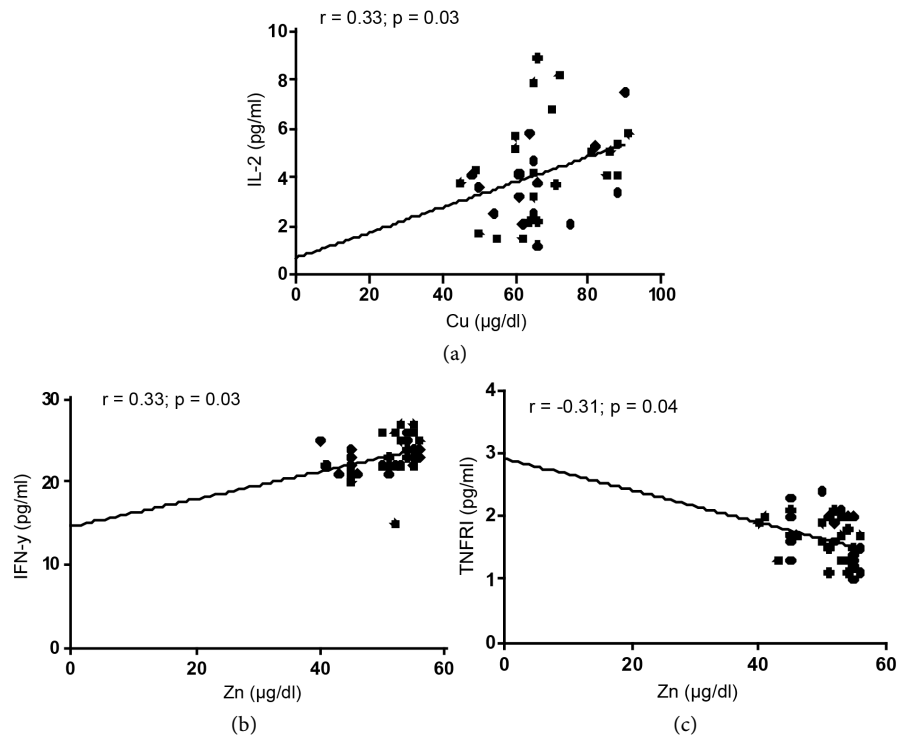 r = 0.33; p = 0.03
10
8
6
4
2
0
IL-2 (pg/ml)
0 20 40 60 80 100
Cu (µg/dl)
(a)
r = 0.33; p = 0.03
30
20
10
0
IFN-y (pg/ml)
0 20 40 60
Zn (µg/dl)
(b)
r = -0.31; p = 0.04
4
3
2
1
0
TNFRI (pg/ml)
0 20 40 60
Zn (µg/dl)
(c)